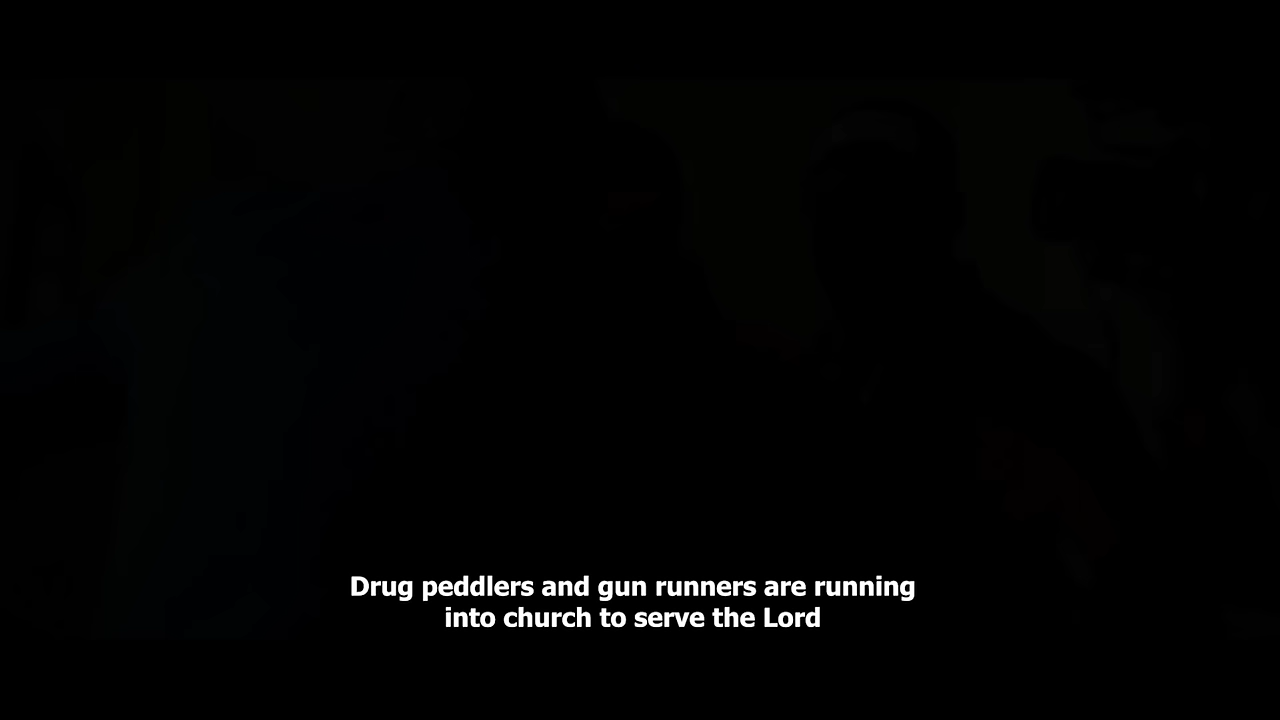 Drug peddlers and gun runners are running
into church to serve the Lord